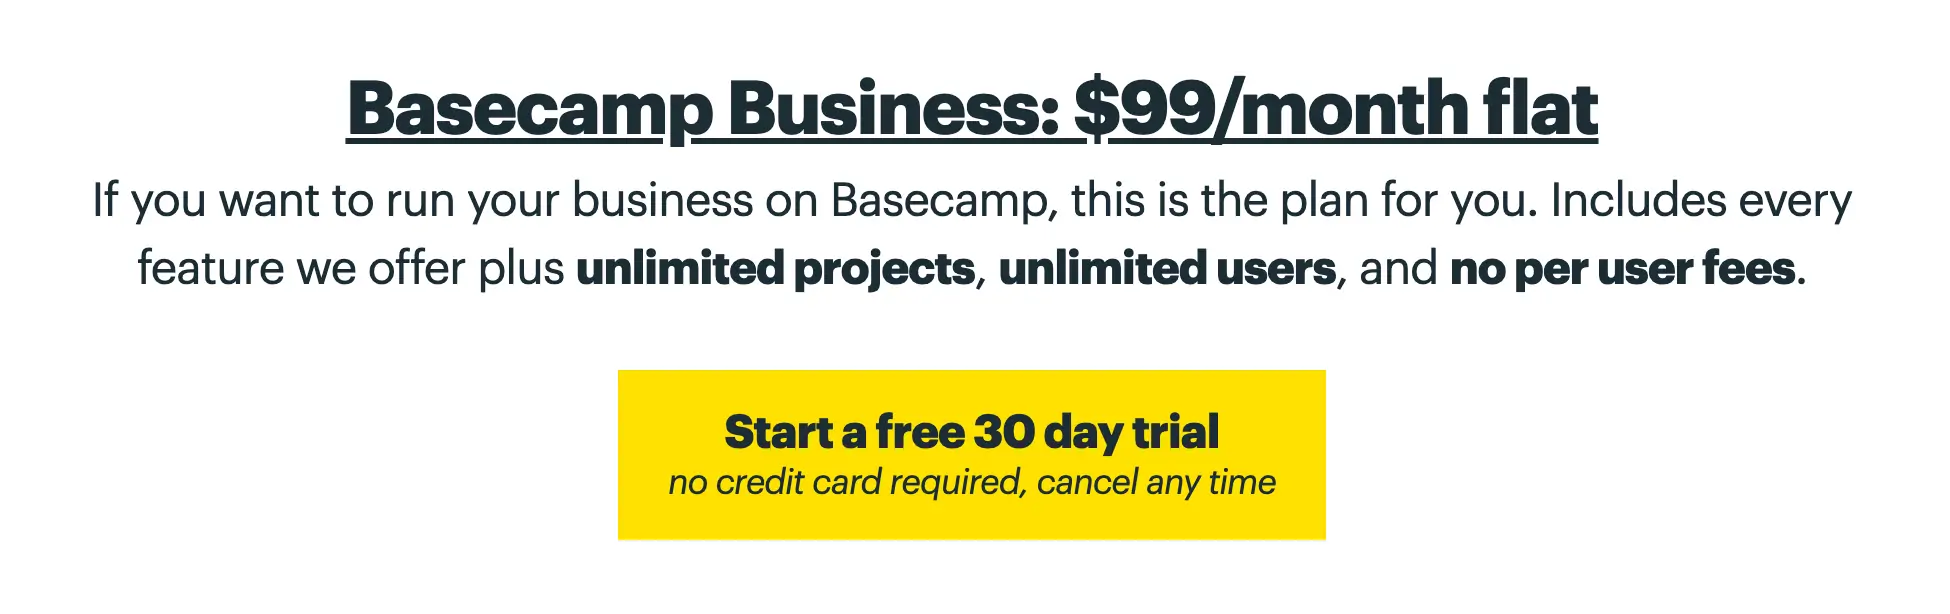 Basecamp Business: $99/month flat
If you want to run your business on Basecamp, this is the plan for you. Includes every
feature we offer plus unlimited projects, unlimited users, and no per user fees.
Start a free 30 day trial
no credit card required, cancel any time